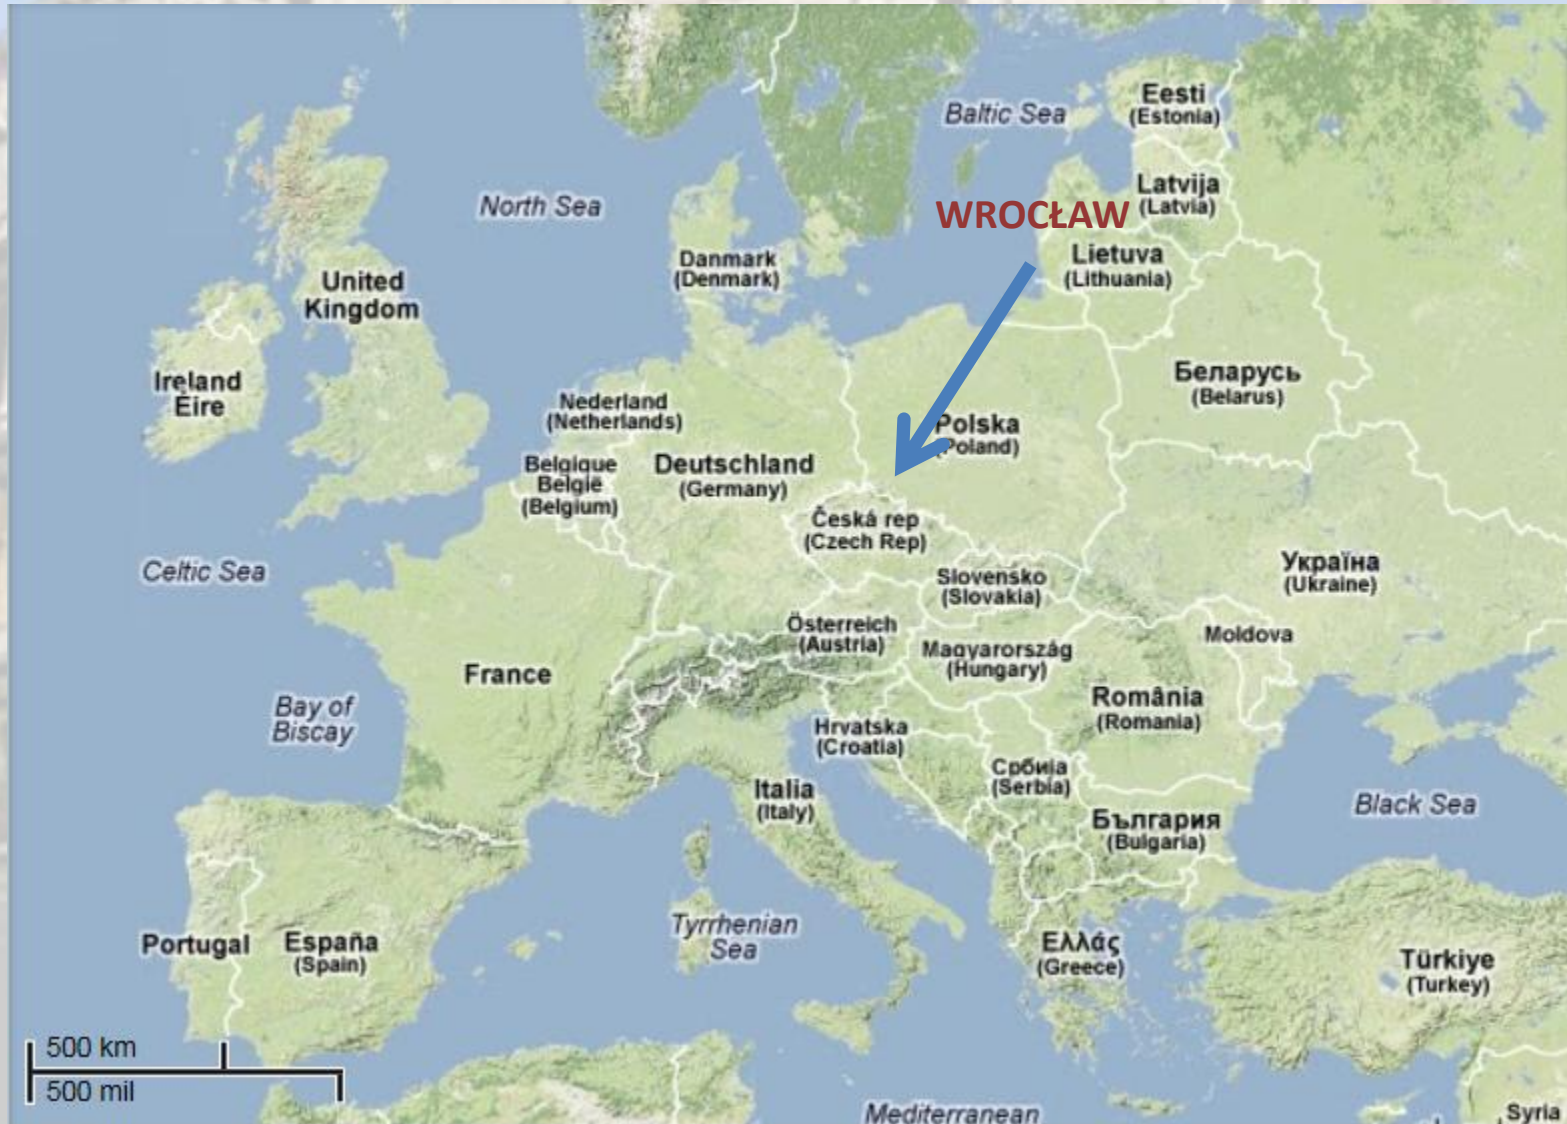 Eesti
(Estonia)
Baltic Sea
Latvija
(Latvia)
North Sea
WROCŁAW
Lietuva
(Lithuania)
Danmark
(Denmark)
United
Kingdom
Ireland
Éire
Беларусь
(Belarus)
Nederland
(Netherlands)
Polska
(Poland)
Belgique
België
(Belgium)
Deutschland
(Germany)
Česká rep
(Czech Rep)
Celtic Sea
Україна
(Ukraine)
Slovensko
(Slovakia)
Österreich
(Austria)
Moldova
Magyarország
(Hungary)
France
România
(Romania)
Bay of
Biscay
Hrvatska
(Croatia)
Србија
(Serbia)
Italia
(Italy)
Black Sea
България
(Bulgaria)
Tyrrhenian
Sea
Portugal
España
(Spain)
Ελλάς
(Greece)
Türkiye
(Turkey)
500 km
500 mil
Mediterranean
Syria